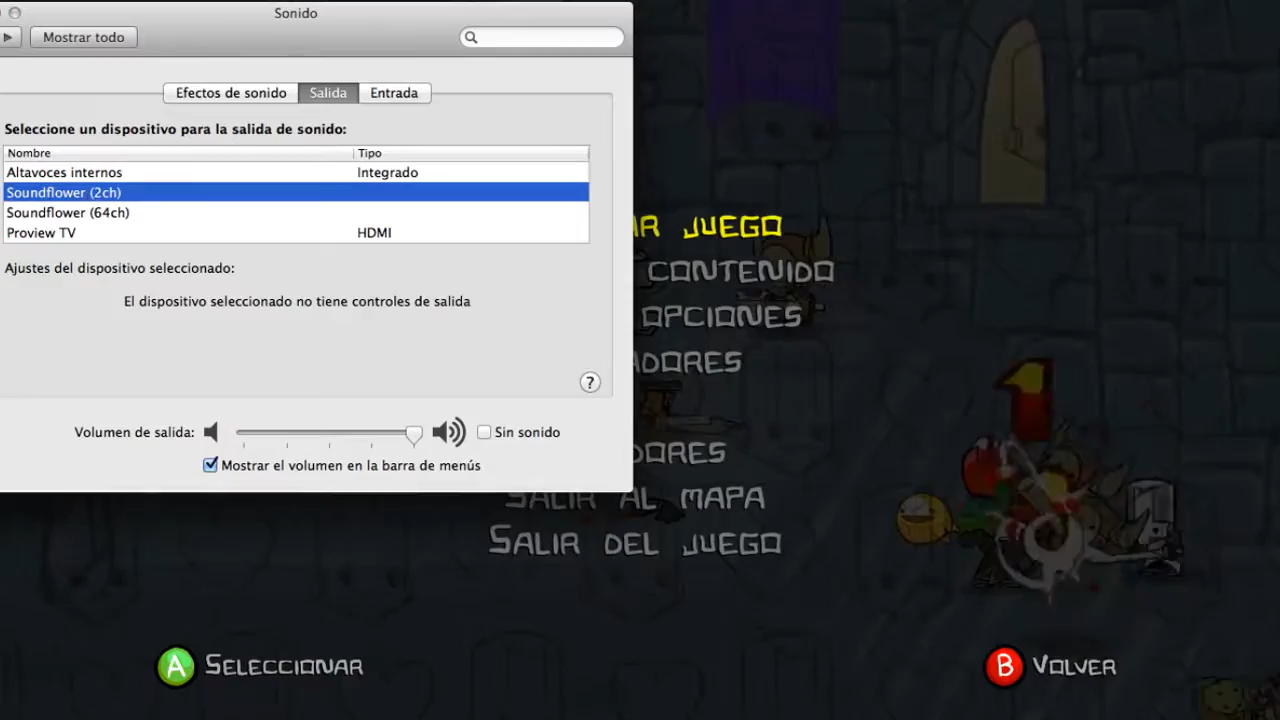 Sonido
Mostrar todo
Efectos de sonido Salida Entrada
Seleccione un dispositivo para la salida de sonido:
Nombre Tipo
Altavoces internos Integrado
Soundflower (2ch)
Soundflower (64ch)
Proview TV HDMI
Ajustes del dispositivo seleccionado:
El dispositivo seleccionado no tiene controles de salida
?
Volumen de salida: Sin sonido
Mostrar el volumen en la barra de menús
AR JUEGO
CONTENIDO
OPCIONES
ADORES
DORES
SALIR AL MAPA
SALIR DEL JUEGO
1
A SELECCIONAR
B VOLVER